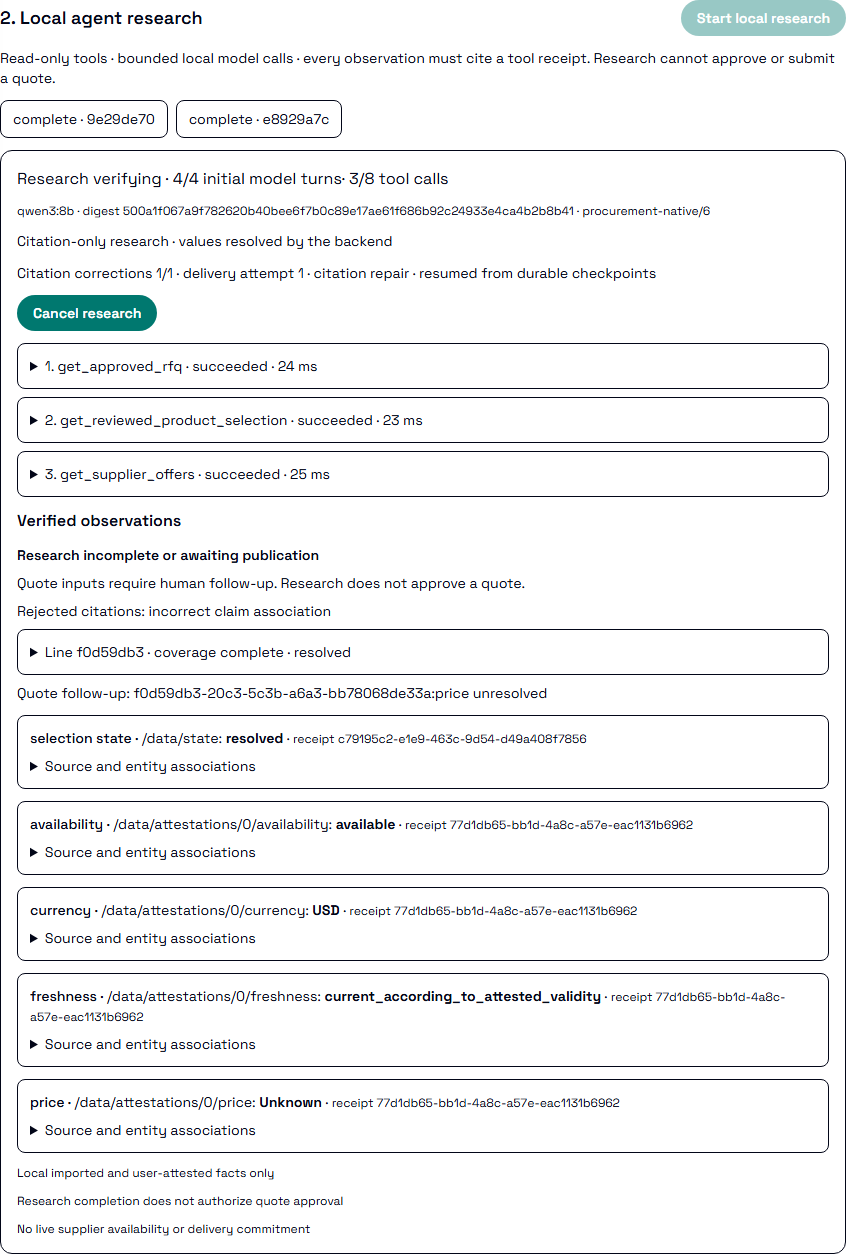 2. Local agent research
Start local research
Read-only tools · bounded local model calls · every observation must cite a tool receipt. Research cannot approve or submit
a quote.
complete · 9e29de70
complete · e8929a7c
Research verifying · 4/4 initial model turns· 3/8 tool calls
qwen3:8b · digest 500a1f067a9f782620b40bee6f7b0c89e17ae61f686b92c24933e4ca4b2b8b41 · procurement-native/6
Citation-only research · values resolved by the backend
Citation corrections 1/1 · delivery attempt 1 · citation repair · resumed from durable checkpoints
Cancel research
1. get_approved_rfq · succeeded · 24 ms
2. get_reviewed_product_selection · succeeded · 23 ms
3. get_supplier_offers · succeeded · 25 ms
Verified observations
Research incomplete or awaiting publication
Quote inputs require human follow-up. Research does not approve a quote.
Rejected citations: incorrect claim association
Line f0d59db3 · coverage complete · resolved
Quote follow-up: f0d59db3-20c3-5c3b-a6a3-bb78068de33a:price unresolved
selection state · /data/state: resolved · receipt c79195c2-e1e9-463c-9d54-d49a408f7856
Source and entity associations
availability · /data/attestations/0/availability: available · receipt 77d1db65-bb1d-4a8c-a57e-eac1131b6962
Source and entity associations
currency · /data/attestations/0/currency: USD · receipt 77d1db65-bb1d-4a8c-a57e-eac1131b6962
Source and entity associations
freshness · /data/attestations/0/freshness: current_according_to_attested_validity · receipt 77d1db65-bb1d-4a8c-
a57e-eac1131b6962
Source and entity associations
price · /data/attestations/0/price: Unknown · receipt 77d1db65-bb1d-4a8c-a57e-eac1131b6962
Source and entity associations
Local imported and user-attested facts only
Research completion does not authorize quote approval
No live supplier availability or delivery commitment